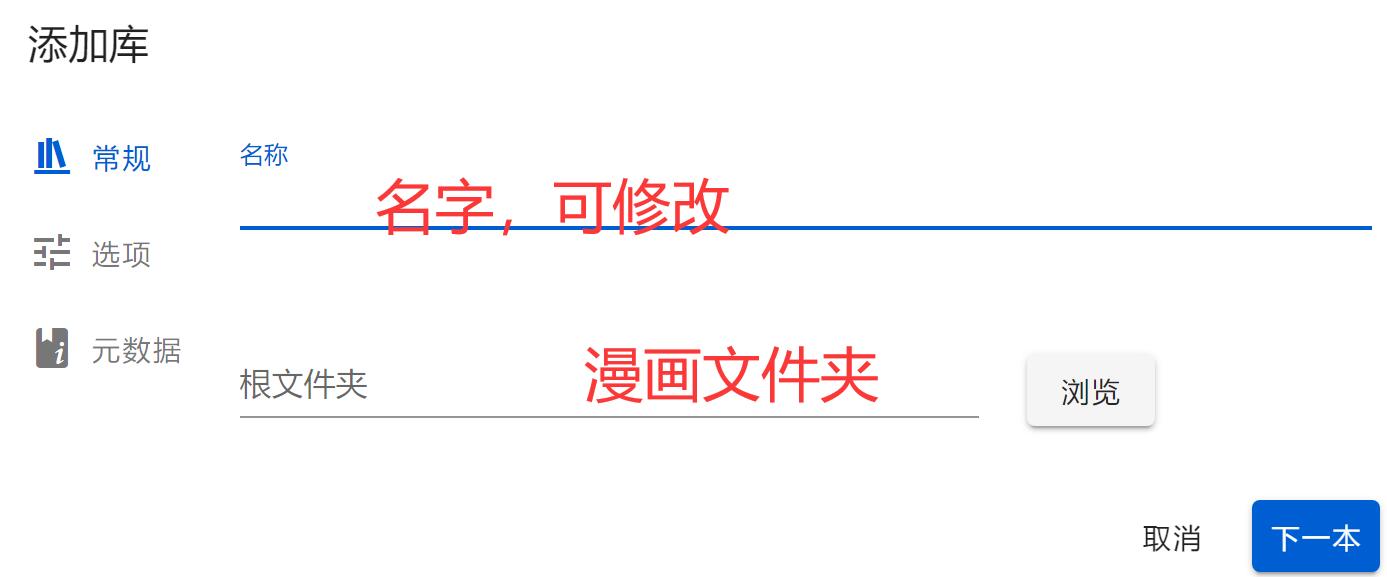 添加库
常规
名称
名字，可修改
选项
元数据
根文件夹
漫画文件夹
浏览
取消
下一本